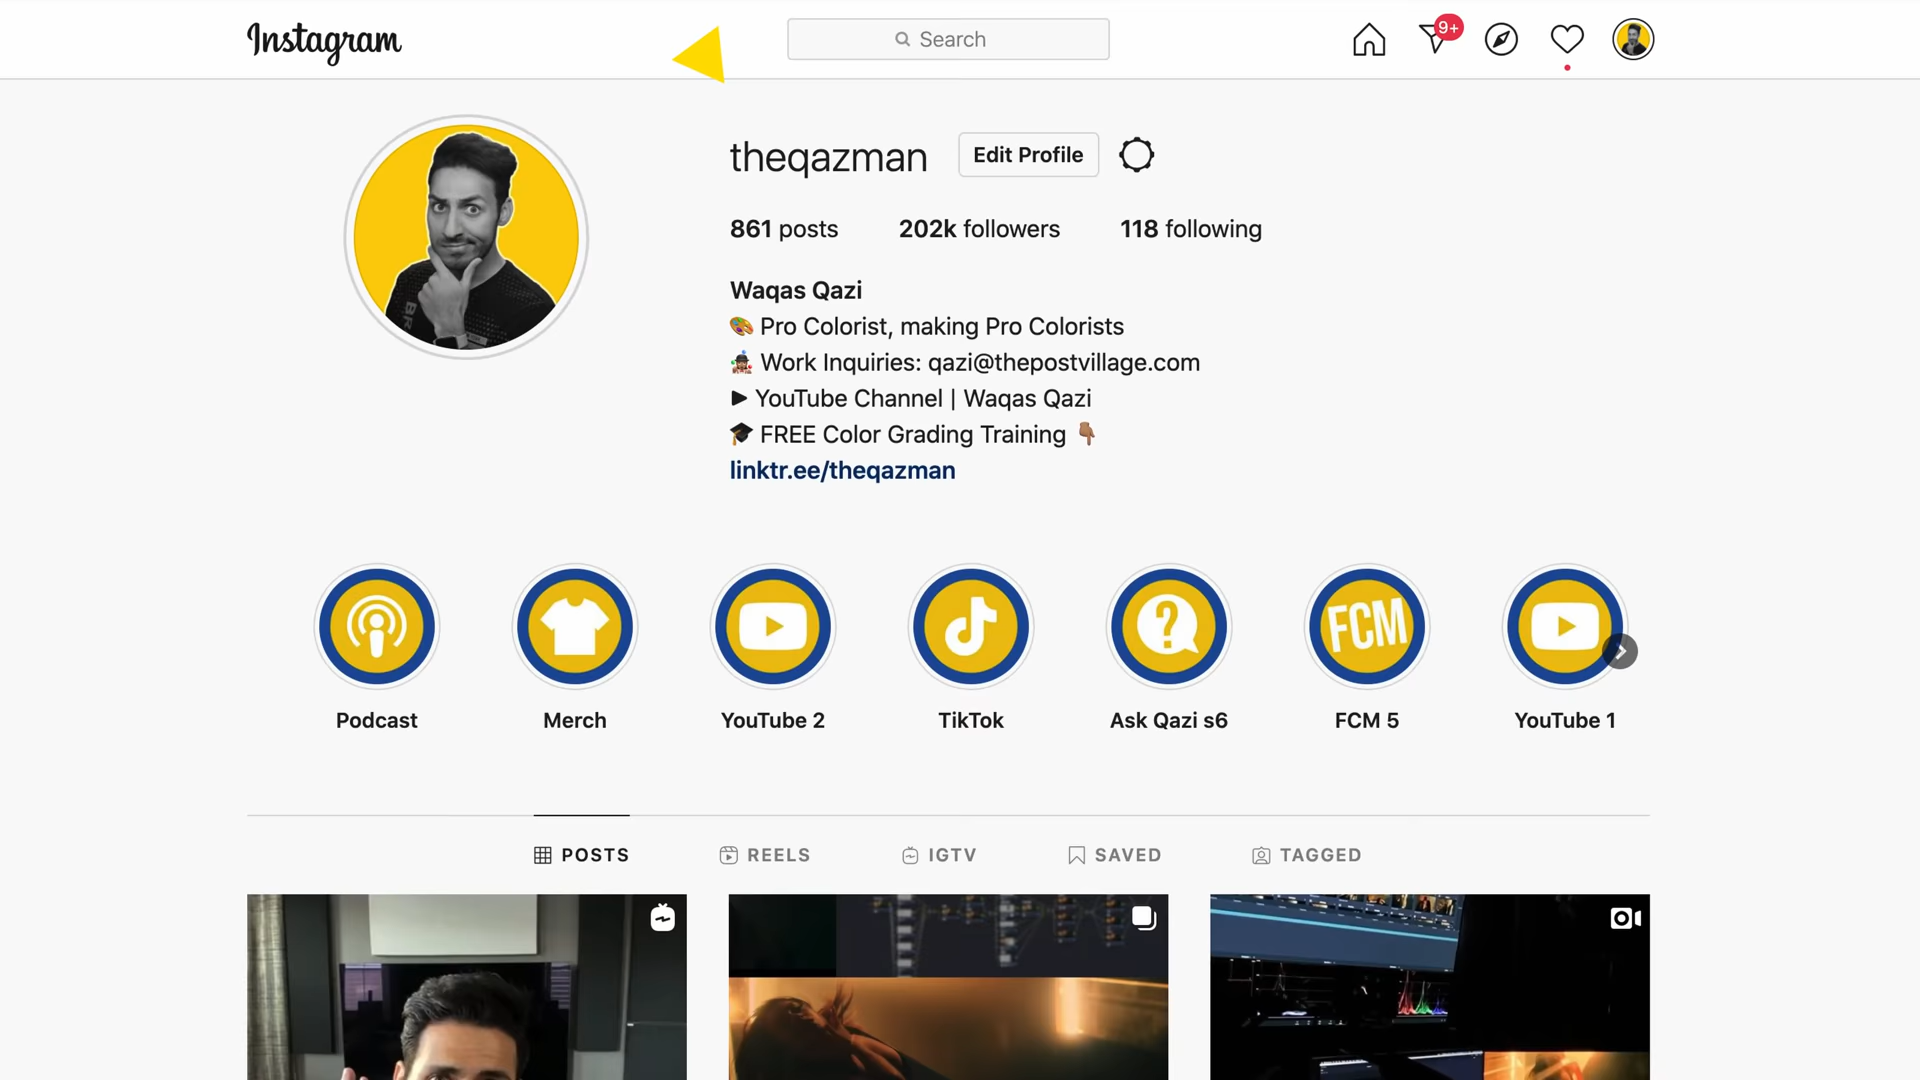 Instagram
Search
9+
theqazman
Edit Profile
861 posts
202k followers
118 following
Waqas Qazi
🎨 Pro Colorist, making Pro Colorists
Work Inquiries: qazi@thepostvillage.com
▶ YouTube Channel | Waqas Qazi
🎓 FREE Color Grading Training 👇🏽
linktr.ee/theqazman
FCM
Podcast
Merch
YouTube 2
TikTok
Ask Qazi s6
FCM 5
YouTube 1
POSTS
REELS
IGTV
SAVED
TAGGED